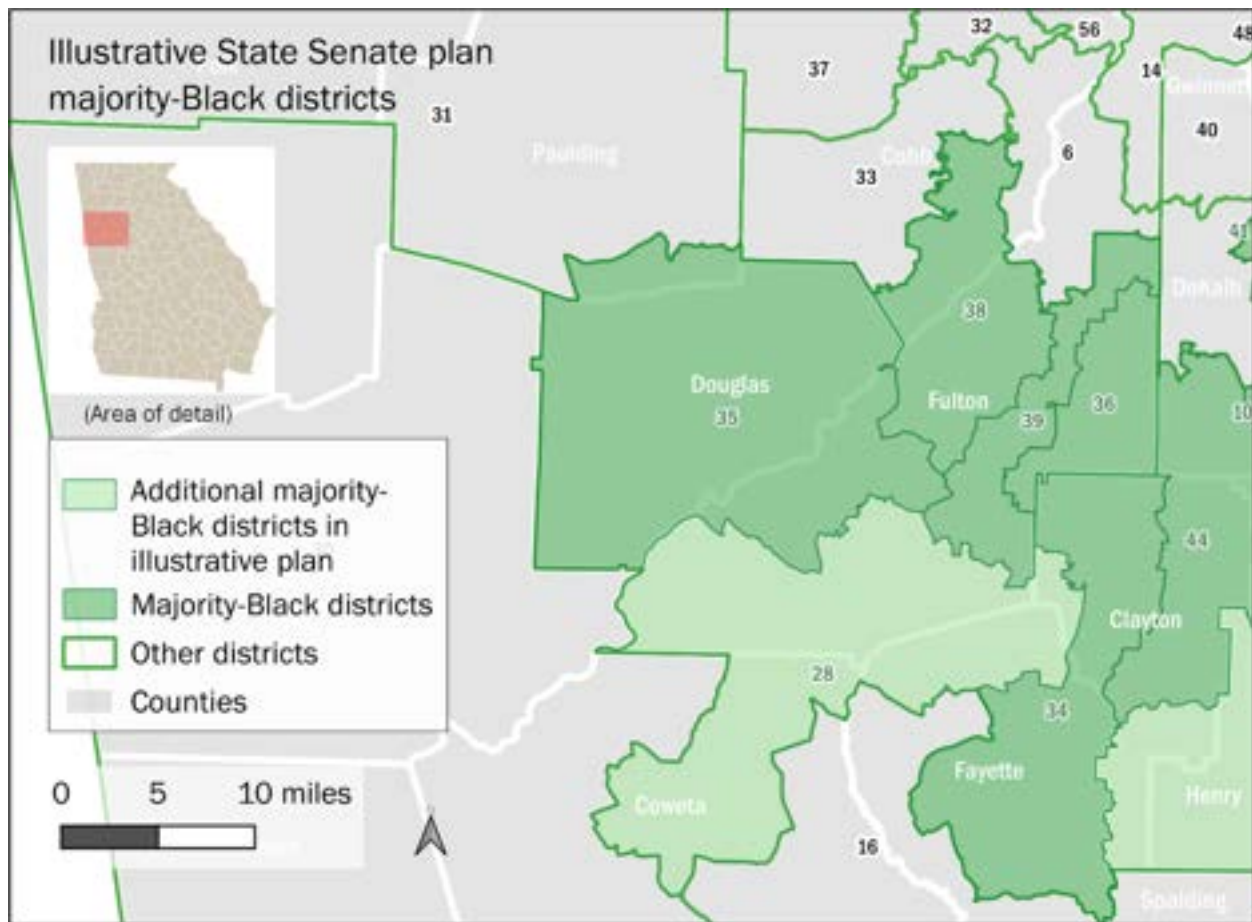 Illustrative State Senate plan
majority-Black districts
32
56
48
37
14
Gwinnett
31
40
Paulding
Cobb
6
33
41
DeKalb
38
Douglas
Fulton
35
39
36
10
(Area of detail)
Additional majority-
Black districts in
illustrative plan
Majority-Black districts
Other districts
Counties
44
Clayton
28
34
Fayette
Coweta
Henry
16
Spalding
0 5 10 miles